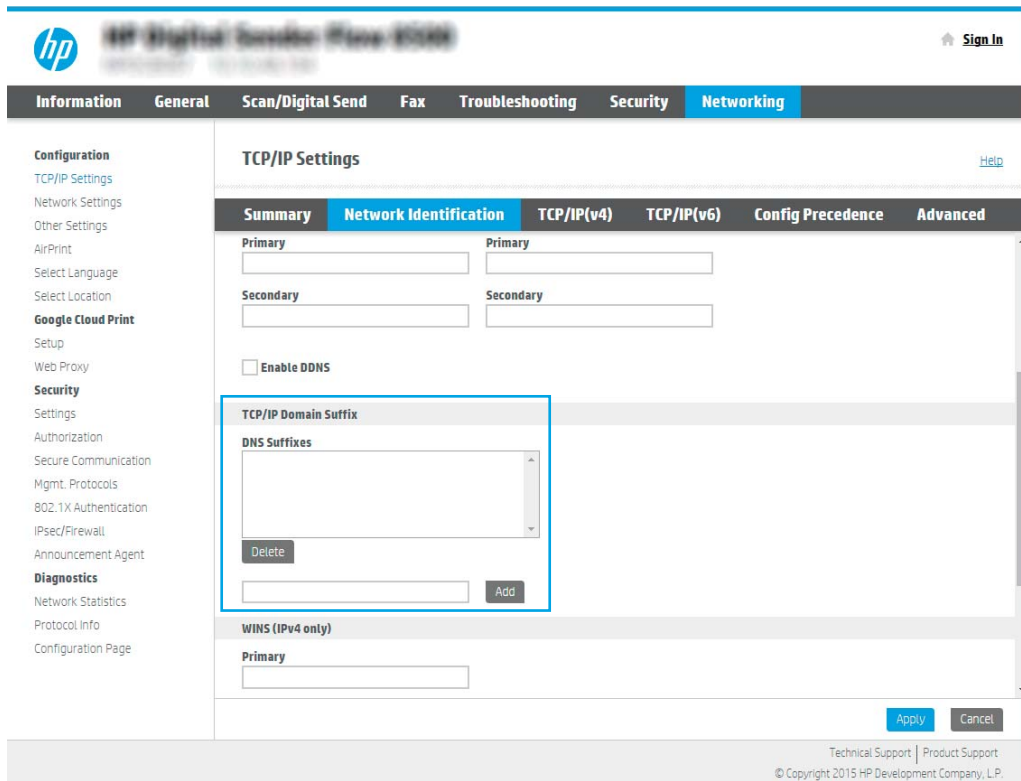 hp
Sign In
Information General Scan/Digital Send Fax Troubleshooting Security Networking
Configuration
TCP/IP Settings
Network Settings
Other Settings
AirPrint
Select Language
Select Location
Google Cloud Print
Setup
Web Proxy
Security
Settings
Authorization
Secure Communication
Mgmt. Protocols
802.1X Authentication
IPsec/Firewall
Announcement Agent
Diagnostics
Network Statistics
Protocol Info
Configuration Page
TCP/IP Settings
Help
Summary Network Identification TCP/IP(v4) TCP/IP(v6) Config Precedence Advanced
Primary Primary
Secondary Secondary
Enable DDNS
TCP/IP Domain Suffix
DNS Suffixes
Delete
Add
WINS (IPv4 only)
Primary
Apply Cancel
Technical Support | Product Support
© Copyright 2015 HP Development Company, L.P.